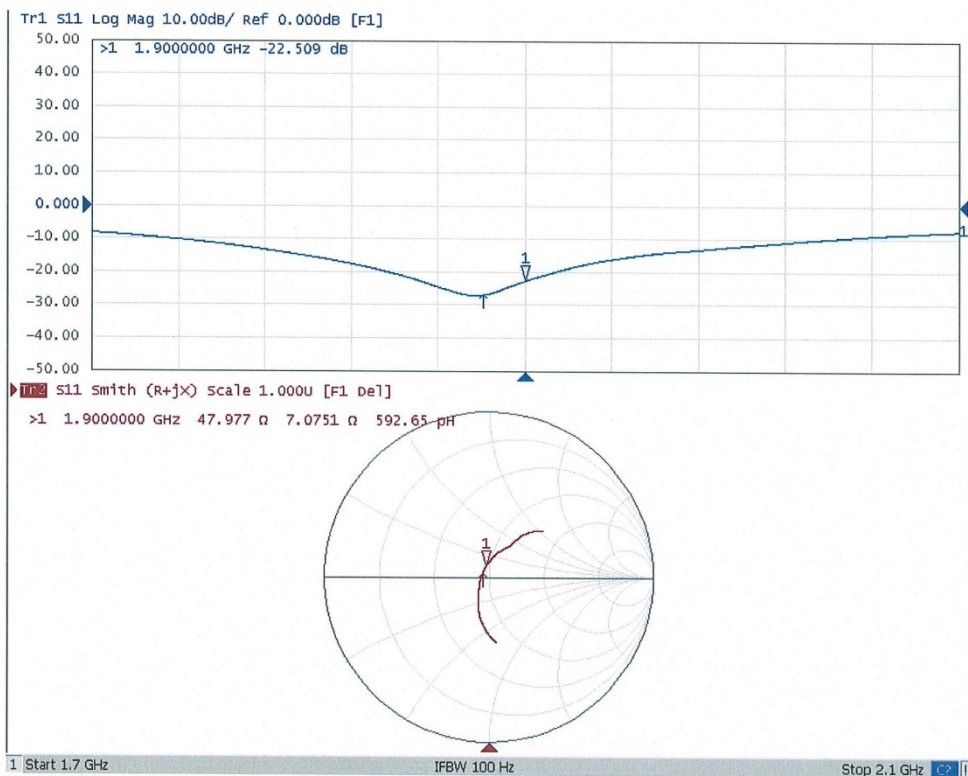 Tr1 S11 Log Mag 10.00dB/ Ref 0.000dB [F1]
50.00
>1 1.9000000 GHz -22.509 dB
40.00
30.00
20.00
10.00
0.000
-10.00
1
-20.00
1
-30.00
-40.00
-50.00
Tr2 S11 Smith (R+jX) Scale 1.000U [F1 Del]
>1 1.9000000 GHz 47.977 Ω 7.0751 Ω 592.65 pH
1
1 Start 1.7 GHz IFBW 100 Hz Stop 2.1 GHz C?